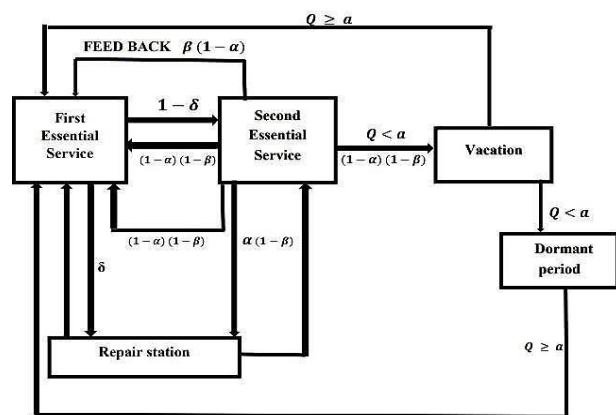 Q ≥ a
FEED BACK β (1 − α)
First
Essential
Service
1 − δ
(1 − α) (1 − β)
Second
Essential
Service
Q < a
(1 − α) (1 − β)
Vacation
(1 − α) (1 − β)
δ
α (1 − β)
Q < a
Dormant
period
Repair station
Q ≥ a